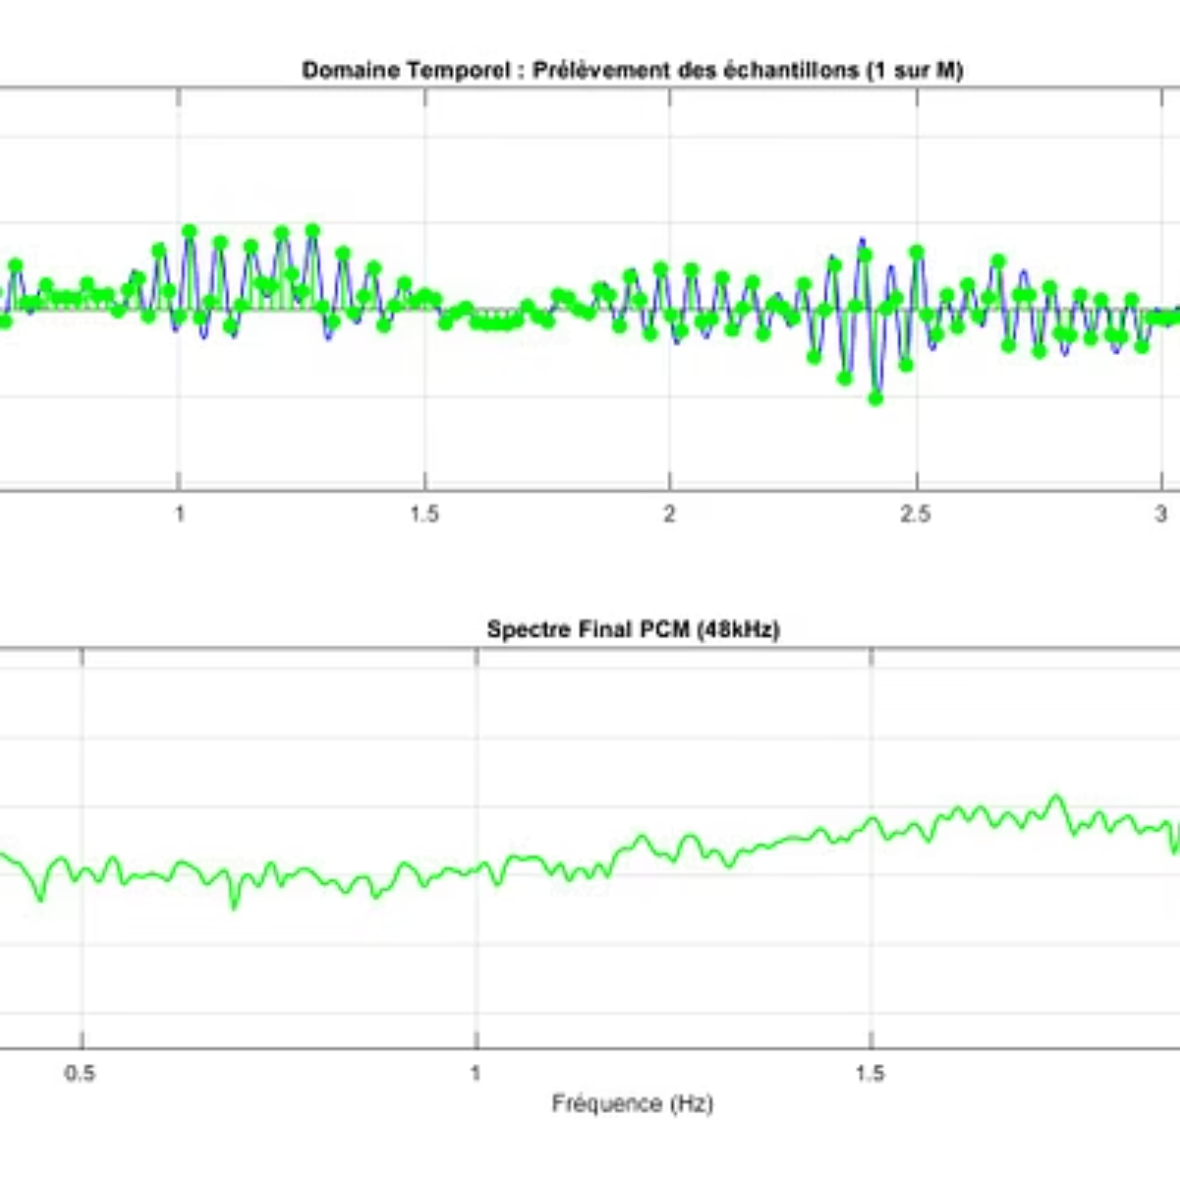 Domaine Temporel : Prélèvement des échantillons (1 sur M)
1 1.5 2 2.5 3
Spectre Final PCM (48kHz)
0.5 1 1.5
Fréquence (Hz)